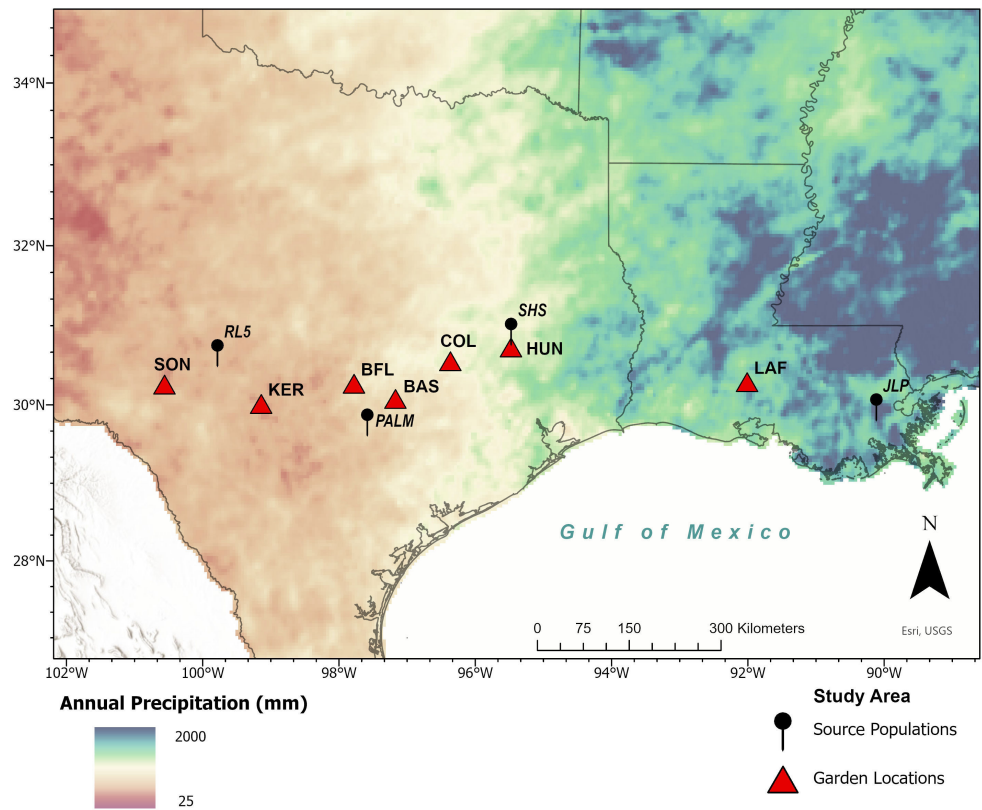 34°N
32°N
30°N
28°N
SHS
RL5
COL
HUN
SON
BFL
LAF
KER
BAS
JLP
PALM
Gulf of Mexico
N
0 75 150 300 Kilometers
Esri, USGS
102°W 100°W 98°W 96°W 94°W 92°W 90°W
Annual Precipitation (mm)
2000
25
Study Area
Source Populations
Garden Locations